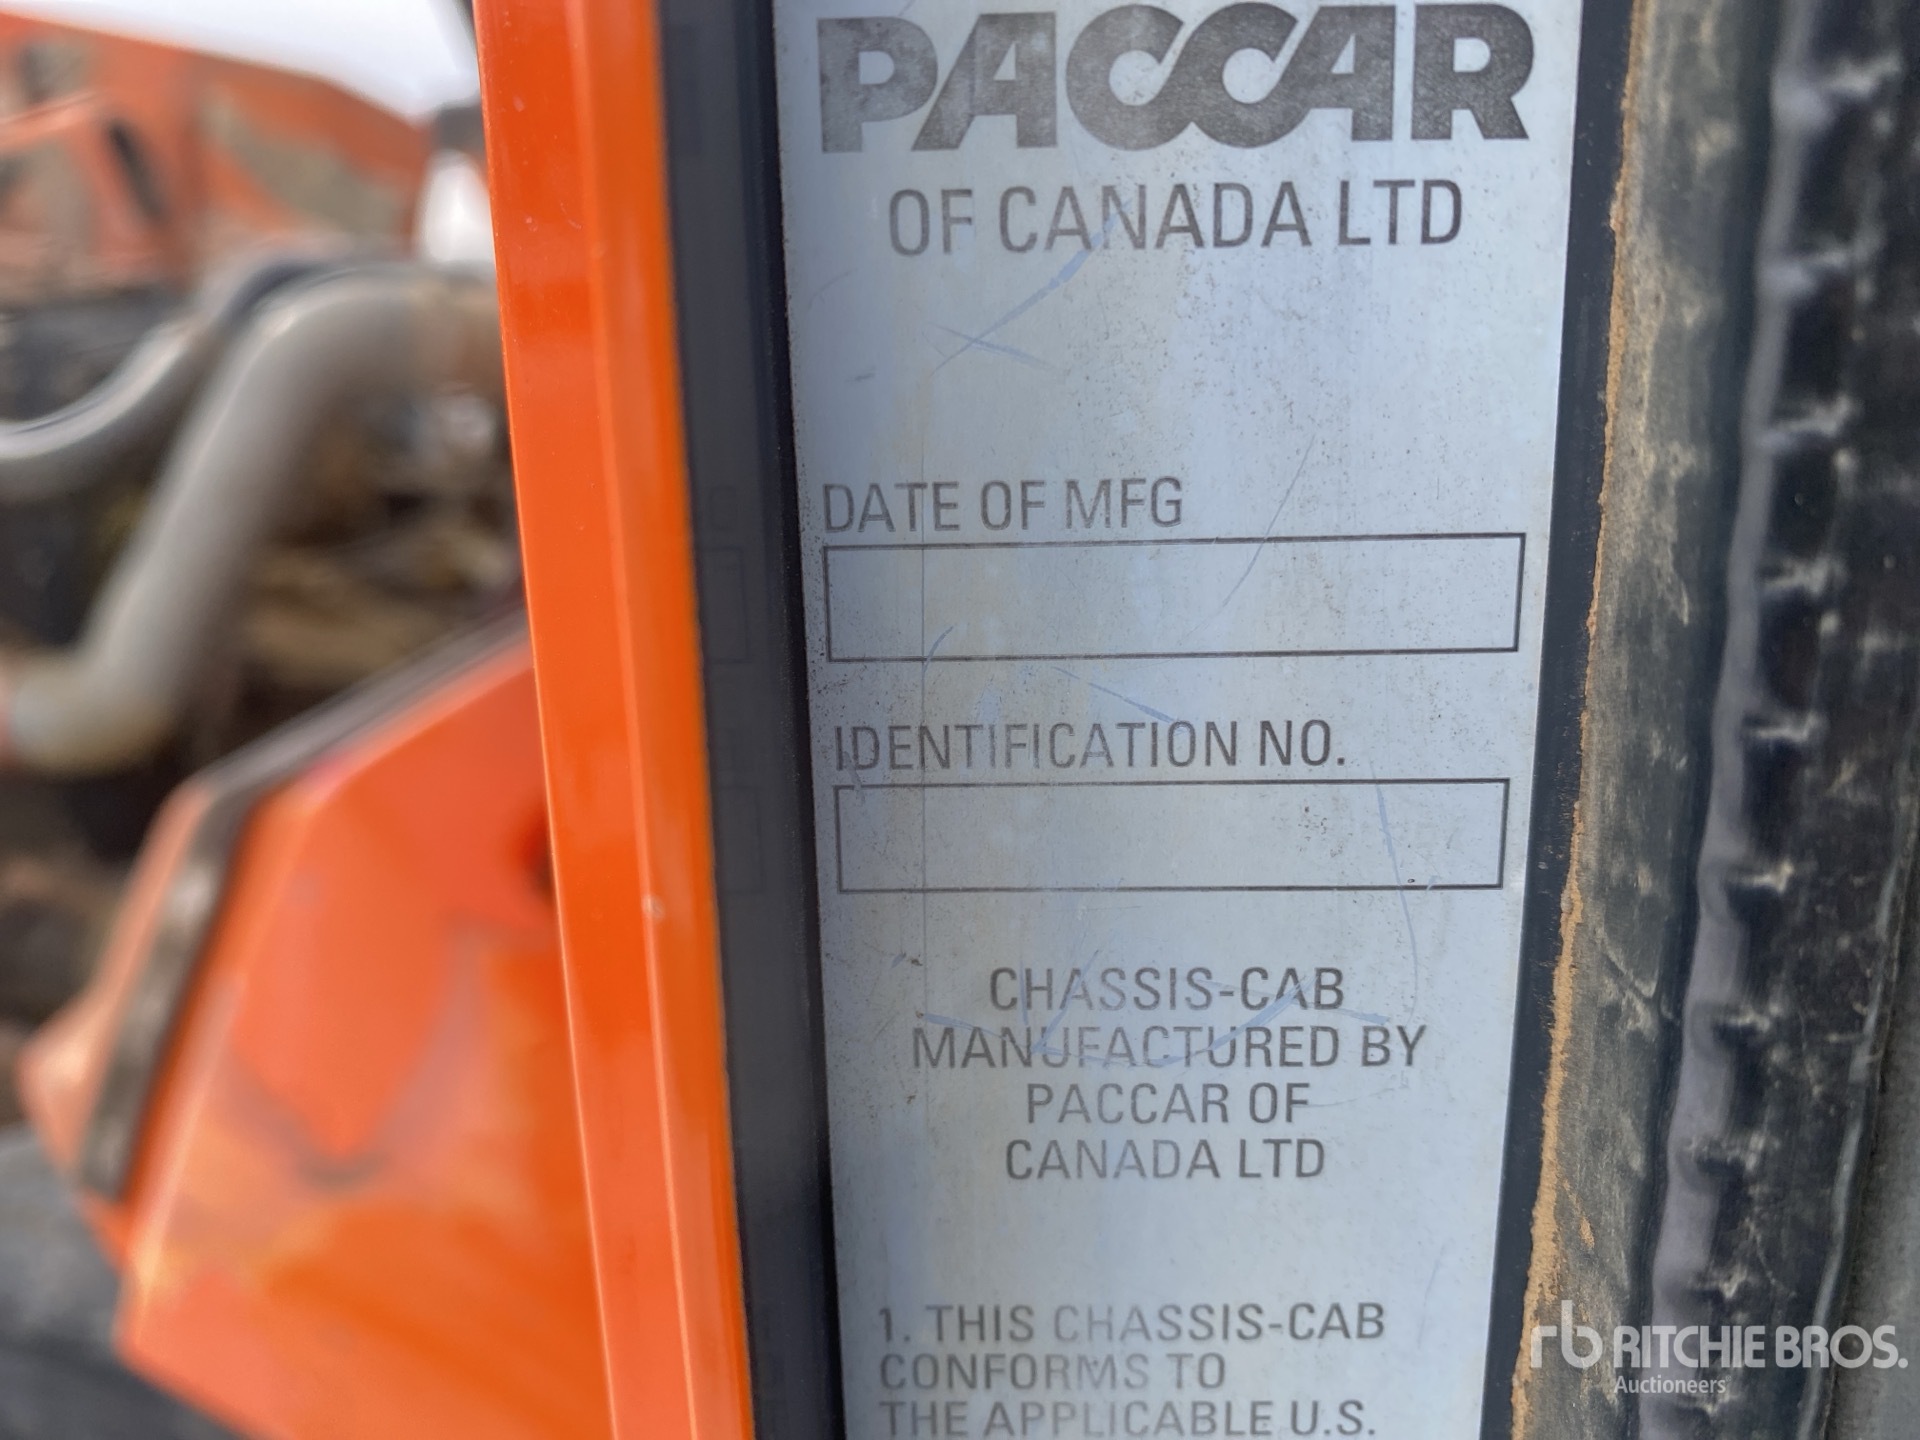 PACCAR
OF CANADA LTD
DATE OF MFG
IDENTIFICATION NO.
CHASSIS-CAB
MANUFACTURED BY
PACCAR OF
CANADA LTD
1. THIS CHASSIS-CAB
CONFORMS TO
THE APPLICABLE U.S.
rb RITCHIE BROS.
Auctioneers